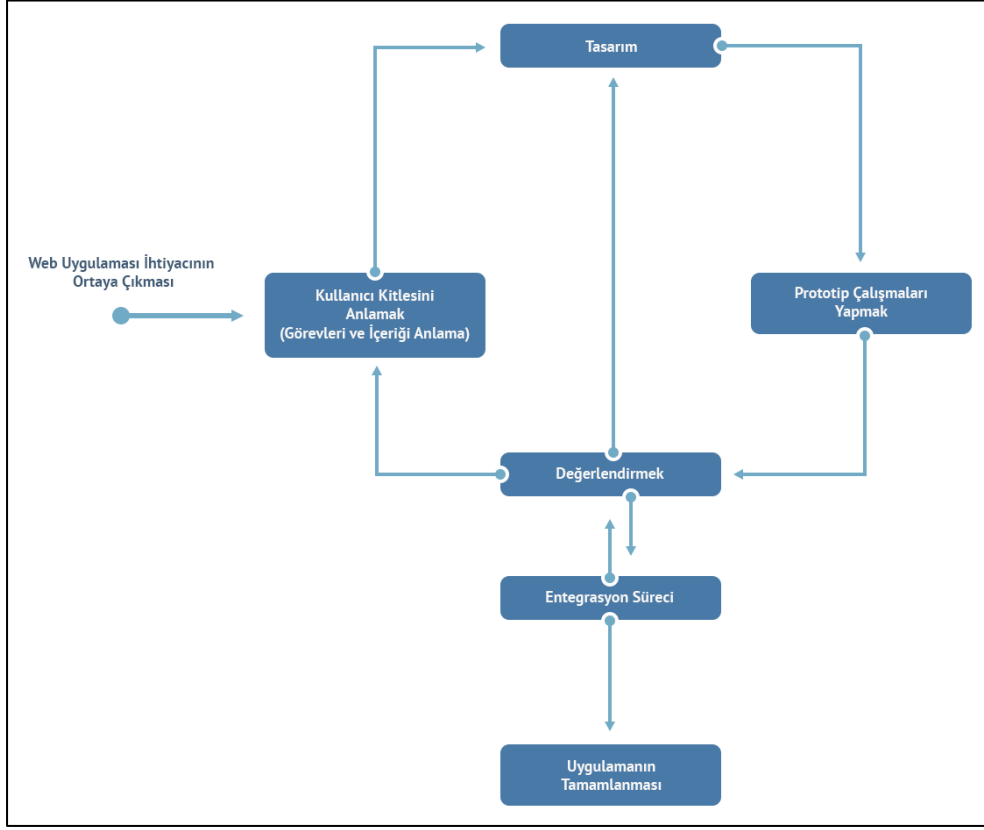 Tasarım
Web Uygulaması İhtiyacının
Ortaya Çıkması
Kullanıcı Kitlesini
Anlamak
(Görevleri ve İçeriği Anlama)
Prototip Çalışmaları
Yapmak
Değerlendirmek
Entegrasyon Süreci
Uygulamanın
Tamamlanması